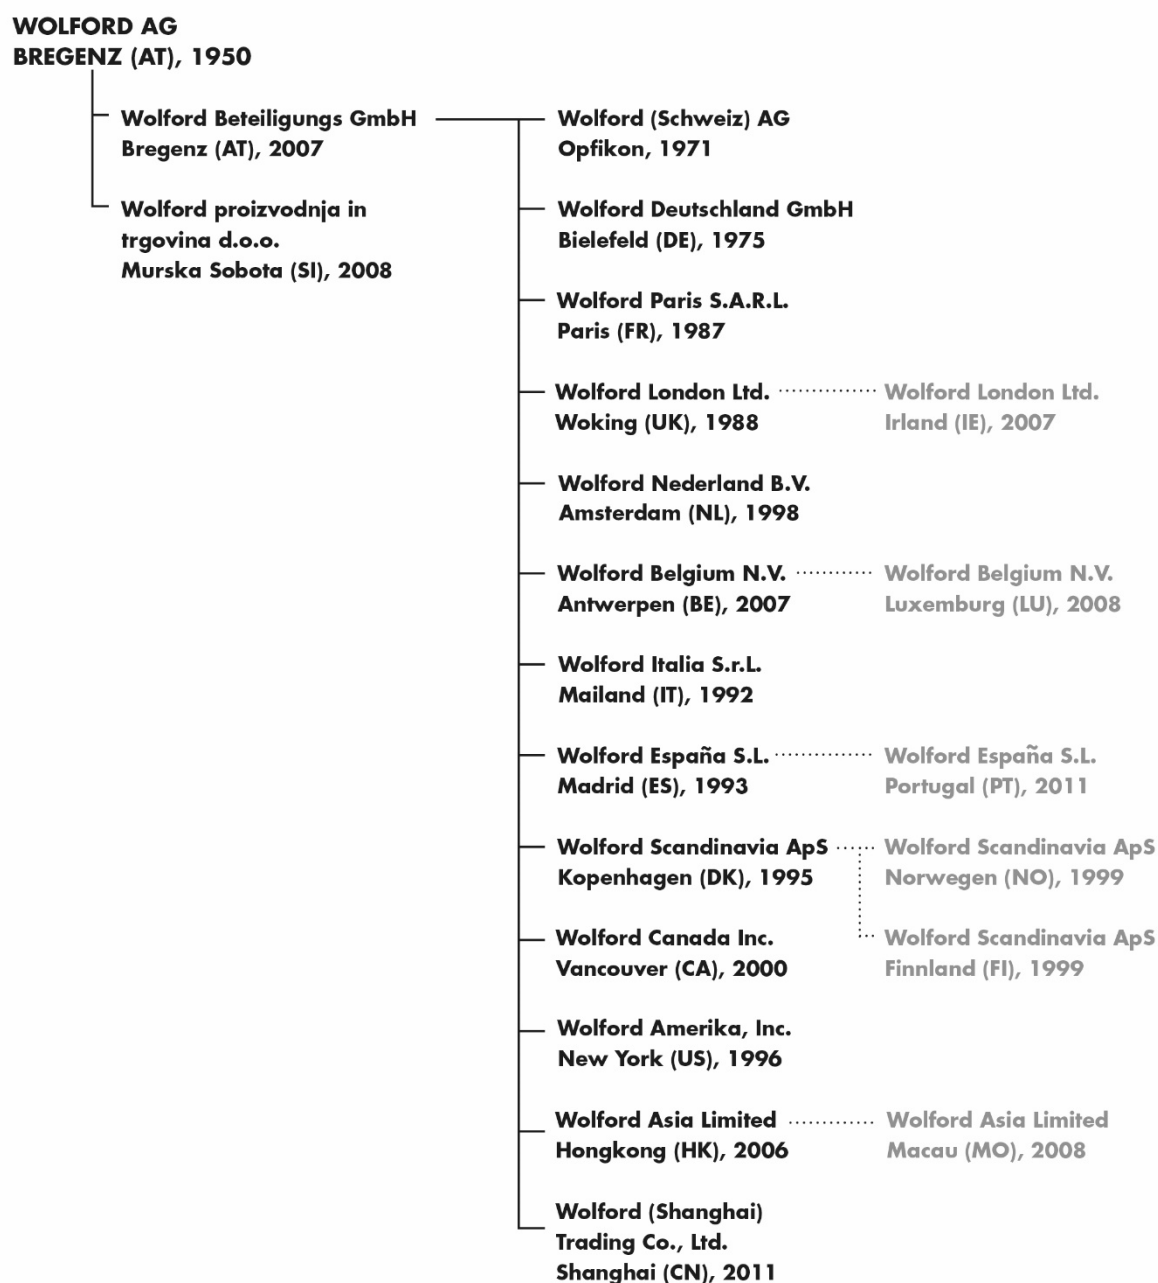 WOLFORD AG
BREGENZ (AT), 1950
Wolford Beteiligungs GmbH
Bregenz (AT), 2007
Wolford proizvodnja in
trgovina d.o.o.
Murska Sobota (SI), 2008
Wolford (Schweiz) AG
Opfikon, 1971
Wolford Deutschland GmbH
Bielefeld (DE), 1975
Wolford Paris S.A.R.L.
Paris (FR), 1987
Wolford London Ltd.
Woking (UK), 1988
Wolford London Ltd.
Irland (IE), 2007
Wolford Nederland B.V.
Amsterdam (NL), 1998
Wolford Belgium N.V.
Antwerpen (BE), 2007
Wolford Belgium N.V.
Luxemburg (LU), 2008
Wolford Italia S.r.L.
Mailand (IT), 1992
Wolford España S.L.
Madrid (ES), 1993
Wolford España S.L.
Portugal (PT), 2011
Wolford Scandinavia ApS
Kopenhagen (DK), 1995
Wolford Scandinavia ApS
Norwegen (NO), 1999
Wolford Scandinavia ApS
Finnland (FI), 1999
Wolford Canada Inc.
Vancouver (CA), 2000
Wolford Amerika, Inc.
New York (US), 1996
Wolford Asia Limited
Hongkong (HK), 2006
Wolford Asia Limited
Macau (MO), 2008
Wolford (Shanghai)
Trading Co., Ltd.
Shanghai (CN), 2011